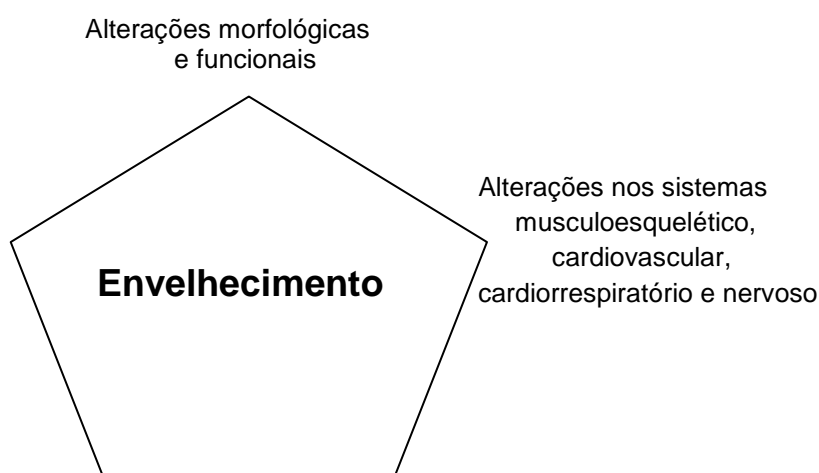 Alterações morfológicas
e funcionais
Alterações nos sistemas
musculoesquelético,
cardiovascular,
cardiorrespiratório e nervoso
Envelhecimento